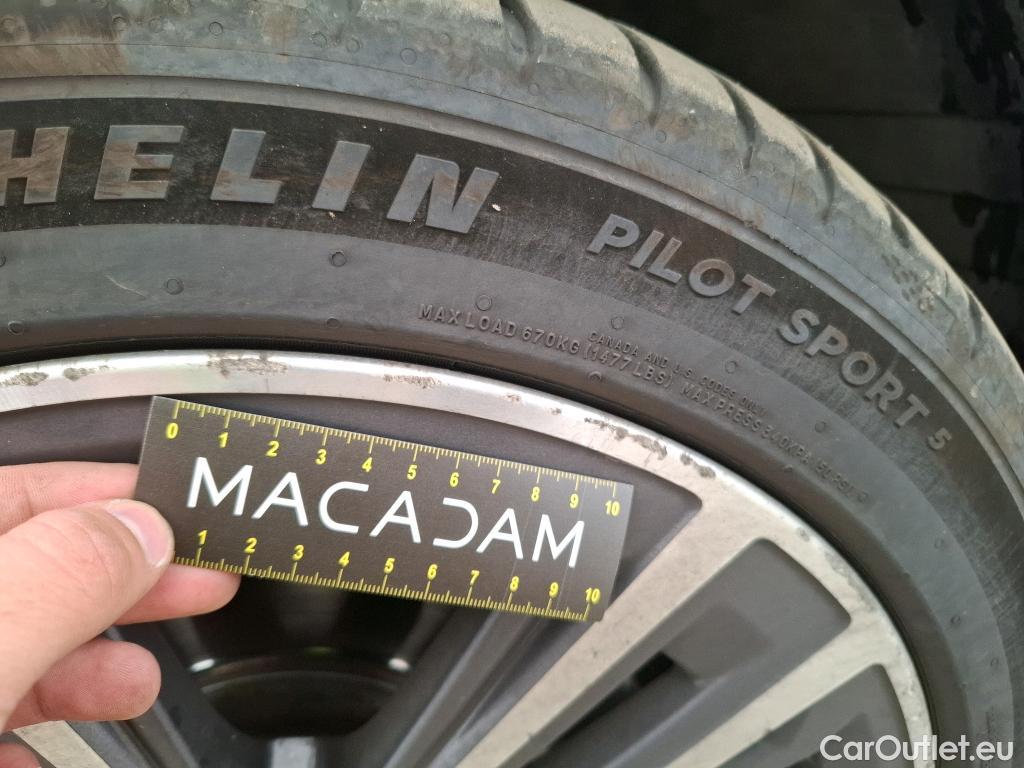 HELIN PILOT SPORT 5
CANADA AND U.S. CODES ONLY
MAX LOAD 670KG (1477 LBS) MAX PRESS 340KPA (50PSI)
0 1 2 3 4 5 6 7 8 9 10
MACADAM
1 2 3 4 5 6 7 8 9 10
CarOutlet.eu